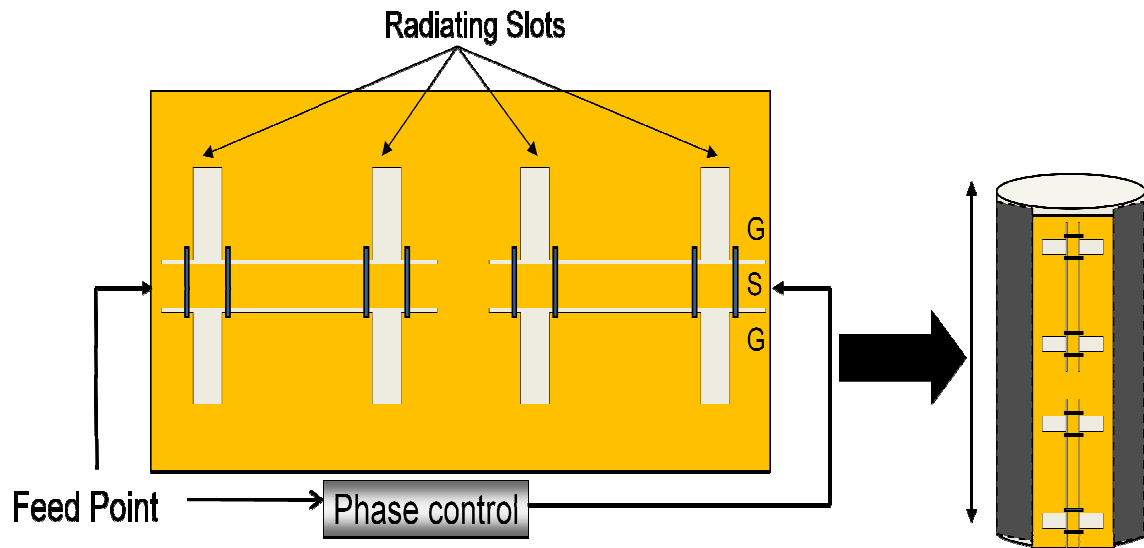 Radiating Slots
G
S
G
Feed Point
Phase control